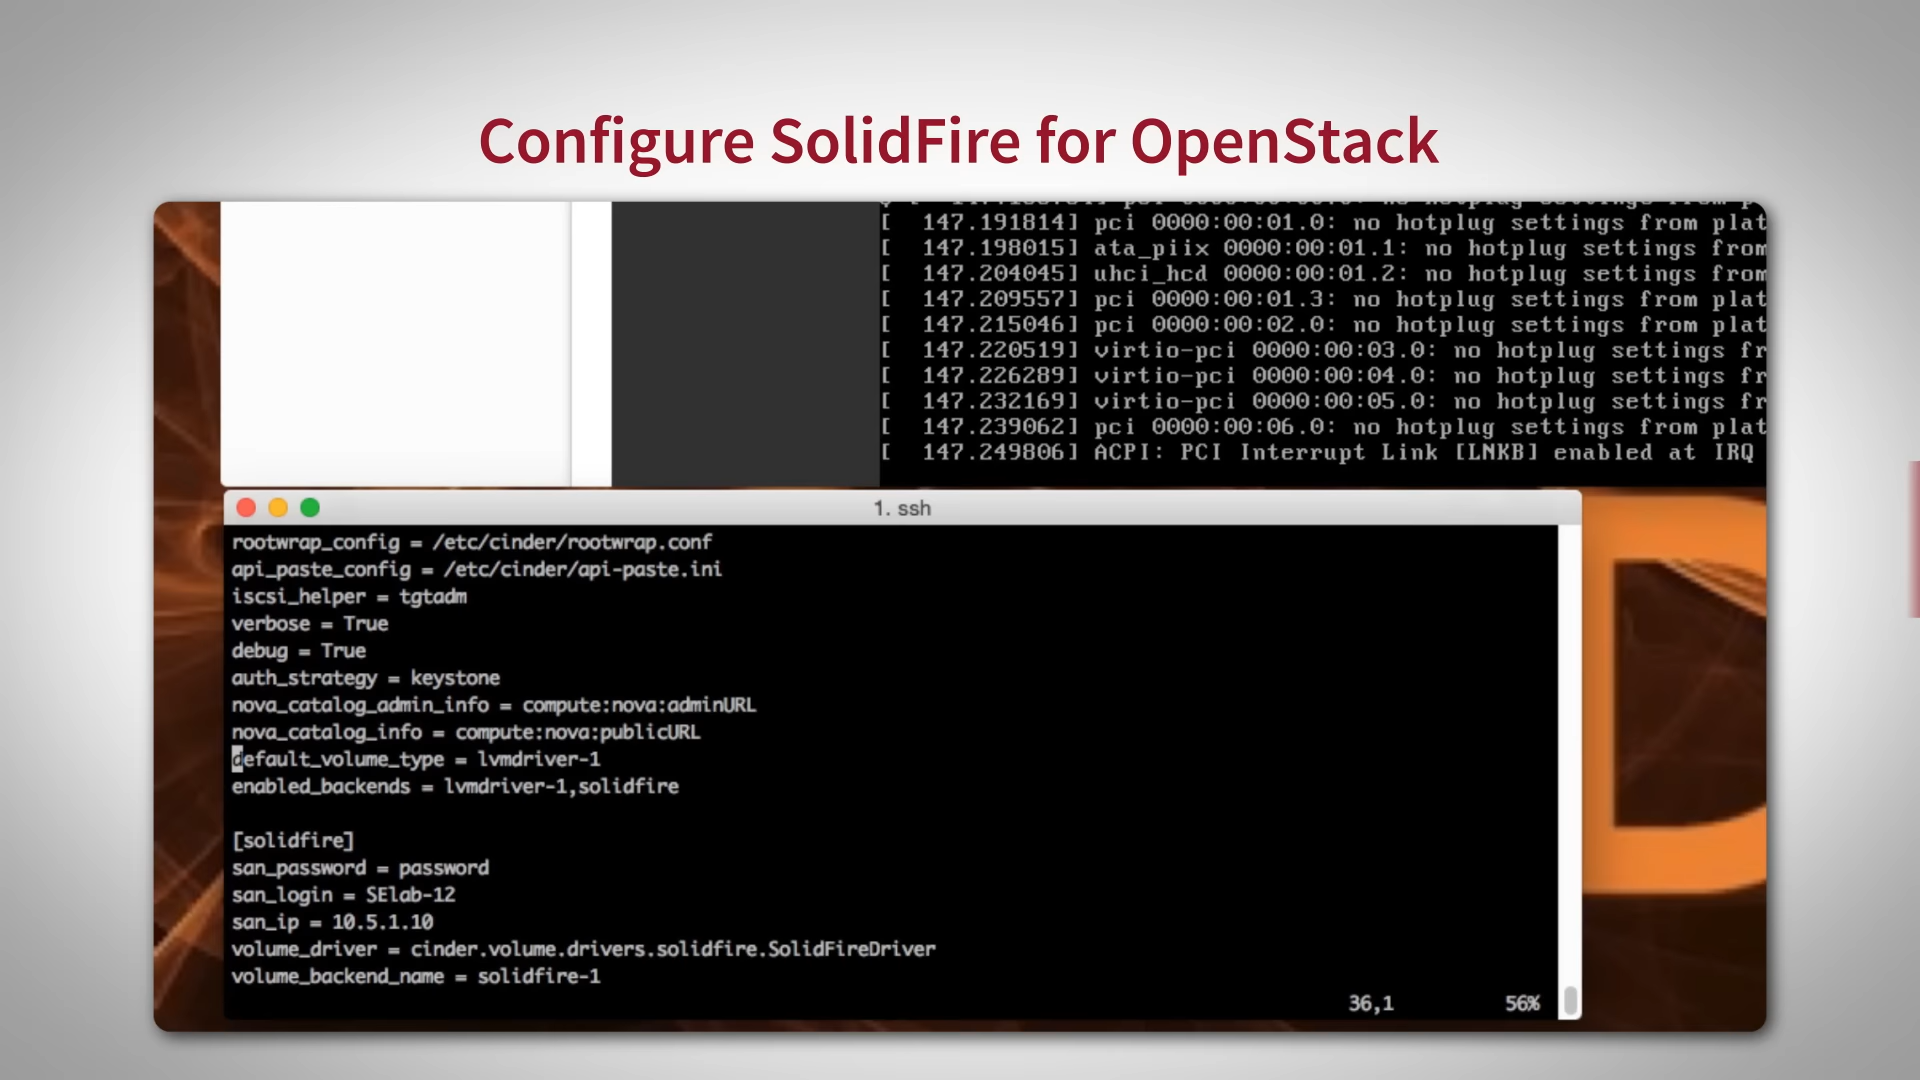 Configure SolidFire for OpenStack
[ 147.191814] pci 0000:00:01.0: no hotplug settings from plat
[ 147.198015] ata_piix 0000:00:01.1: no hotplug settings from
[ 147.204045] uhci_hcd 0000:00:01.2: no hotplug settings from
[ 147.209557] pci 0000:00:01.3: no hotplug settings from plat
[ 147.215046] pci 0000:00:02.0: no hotplug settings from plat
[ 147.220519] virtio-pci 0000:00:03.0: no hotplug settings fr
[ 147.226289] virtio-pci 0000:00:04.0: no hotplug settings fr
[ 147.232169] virtio-pci 0000:00:05.0: no hotplug settings fr
[ 147.239062] pci 0000:00:06.0: no hotplug settings from plat
[ 147.249806] ACPI: PCI Interrupt Link [LNKB] enabled at IRQ
1. ssh
rootwrap_config = /etc/cinder/rootwrap.conf
api_paste_config = /etc/cinder/api-paste.ini
iscsi_helper = tgtadm
verbose = True
debug = True
auth_strategy = keystone
nova_catalog_admin_info = compute:nova:adminURL
nova_catalog_info = compute:nova:publicURL
default_volume_type = lvmdriver-1
enabled_backends = lvmdriver-1,solidfire
[solidfire]
san_password = password
san_login = SElab-12
san_ip = 10.5.1.10
volume_driver = cinder.volume.drivers.solidfire.SolidFireDriver
volume_backend_name = solidfire-1
36,1 56%